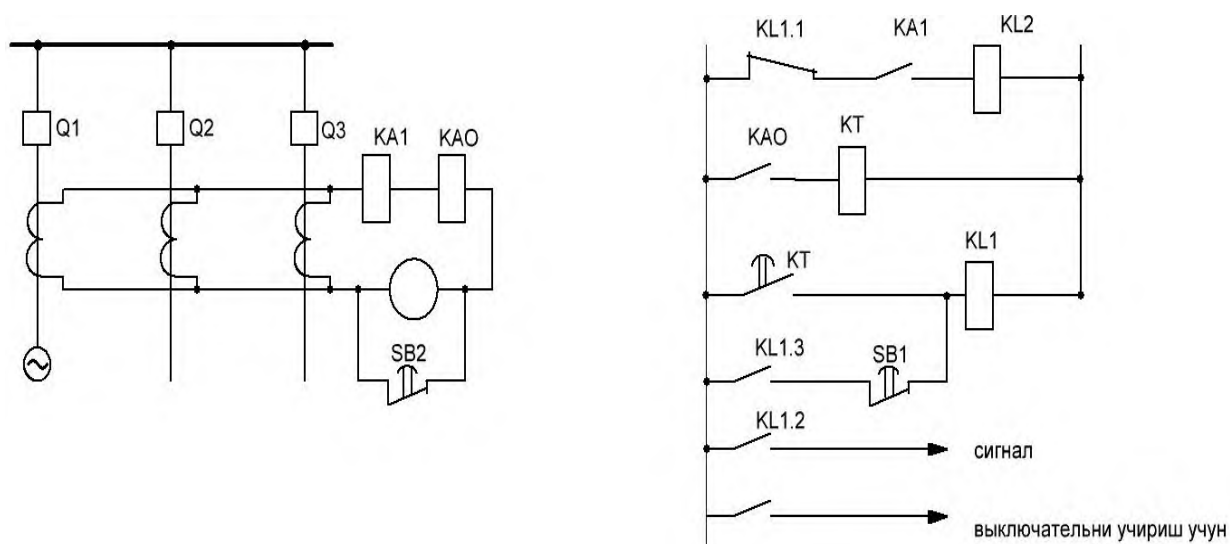 KL1.1
KA1
KL2
Q1
Q2
Q3
KA1
KAO
KAO
KT
KT
KL1
SB2
KL1.3
SB1
KL1.2
сигнал
выключательни учириш учун